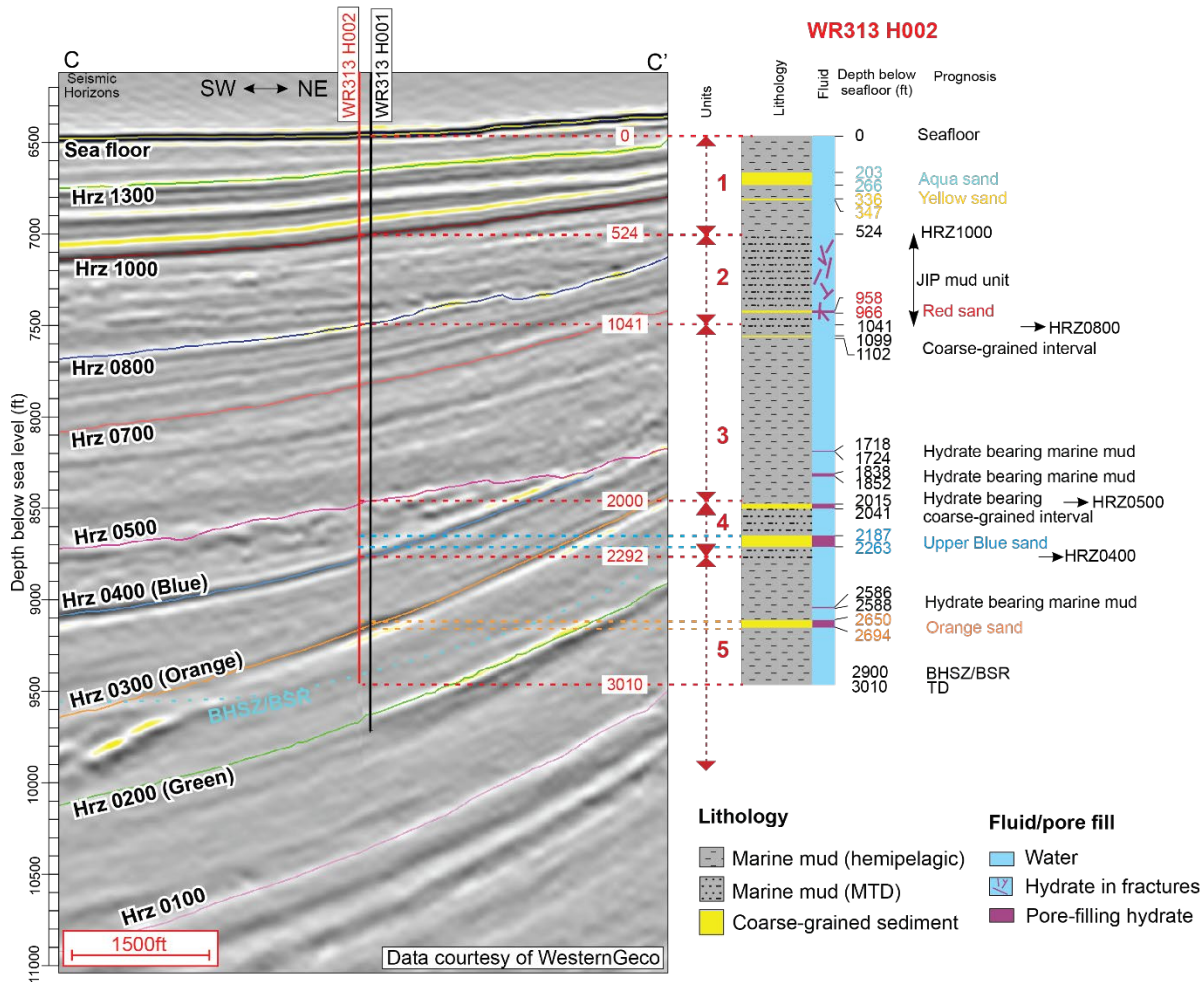 C
C'
Seismic
Horizons
SW
NE
WR313 H002
WR313 H001
Depth below sea level (ft)
6500
7000
7500
8000
8500
9000
9500
10000
10500
11000
Sea floor
Hrz 1300
Hrz 1000
Hrz 0800
Hrz 0700
Hrz 0500
Hrz 0400 (Blue)
Hrz 0300 (Orange)
BHSZ/BSR
Hrz 0200 (Green)
Hrz 0100
1500ft
Data courtesy of WesternGeco
0
524
1041
2000
2292
3010
WR313 H002
Units
Lithology
Fluid
Depth below
seafloor (ft)
Prognosis
1
2
3
4
5
0 Seafloor
203
266 Aqua sand
336 Yellow sand
347
524 HRZ1000
JIP mud unit
958
966 Red sand
1041 HRZ0800
1099
1102 Coarse-grained interval
1718 Hydrate bearing marine mud
1724
1838 Hydrate bearing marine mud
1852
2015 Hydrate bearing HRZ0500
2041 coarse-grained interval
2187
2263 Upper Blue sand
HRZ0400
2586
2588 Hydrate bearing marine mud
2650
2694 Orange sand
2900 BHSZ/BSR
3010 TD
Lithology
Marine mud (hemipelagic)
Marine mud (MTD)
Coarse-grained sediment
Fluid/pore fill
Water
Hydrate in fractures
Pore-filling hydrate